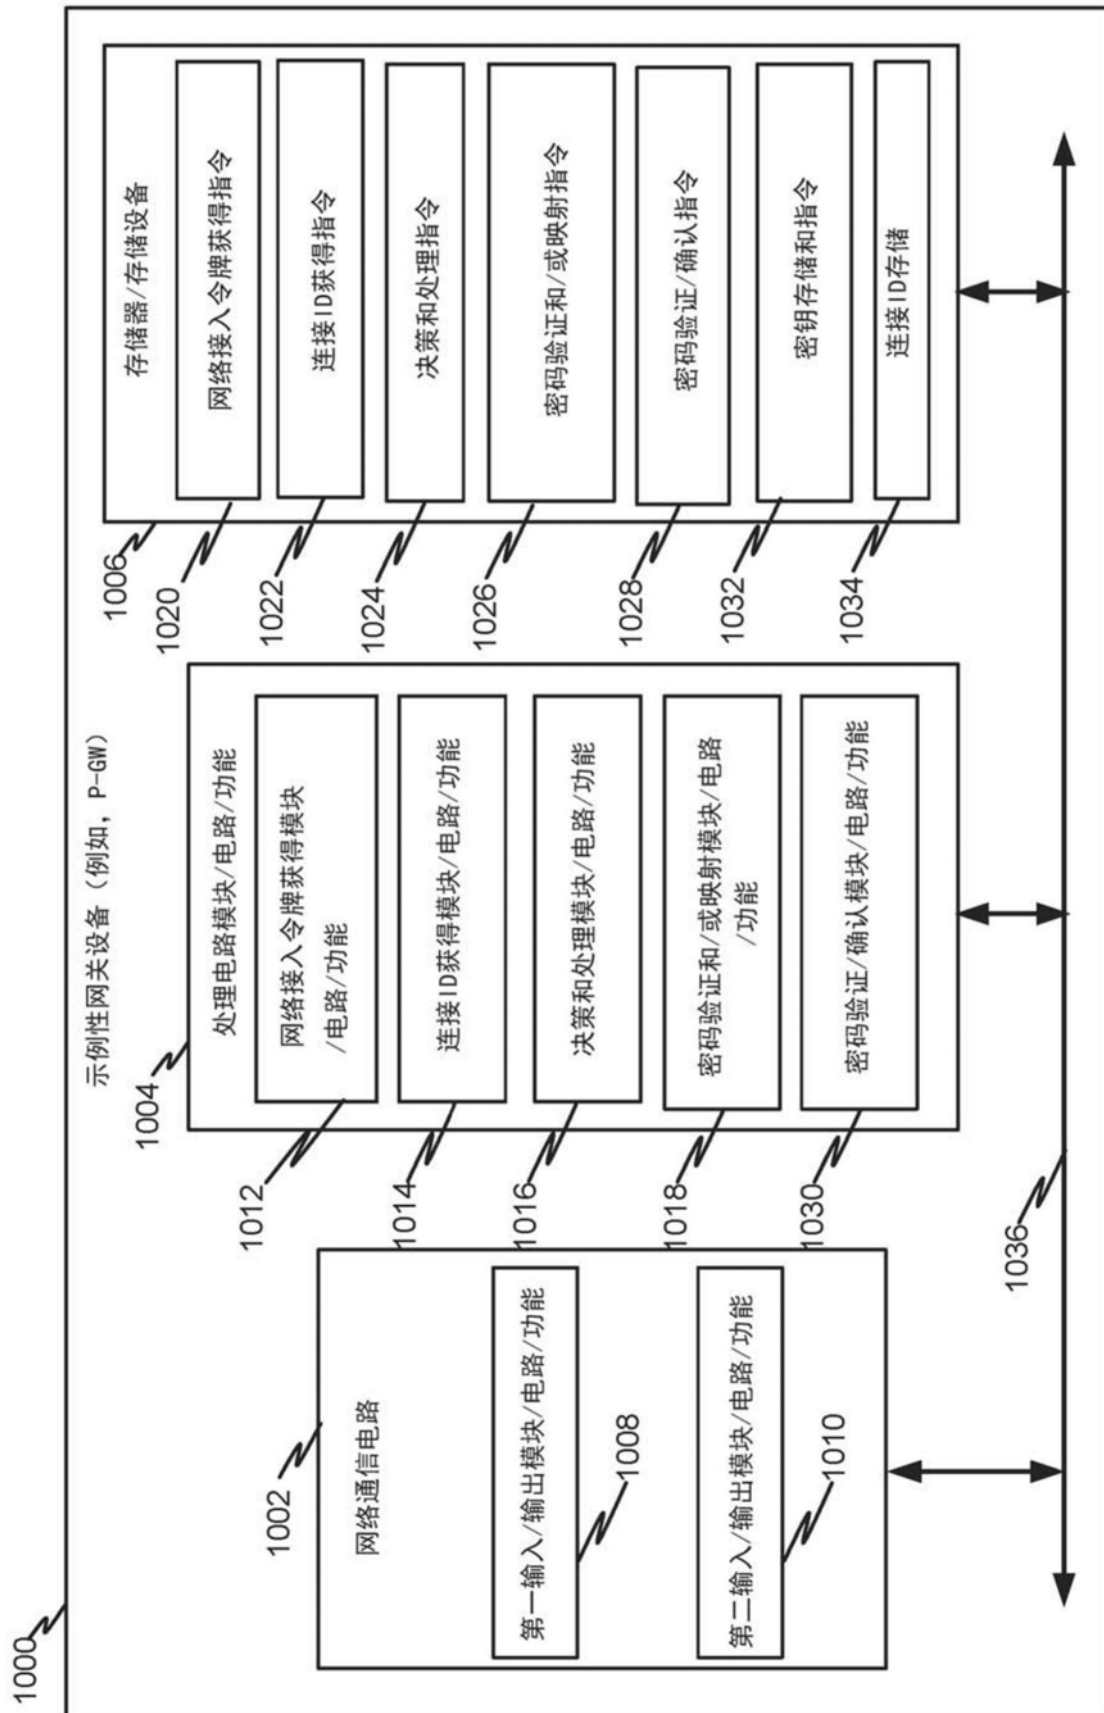 1000
示例性网关设备（例如，P-GW）
1002
网络通信电路
第一输入/输出模块/电路/功能
1008
第二输入/输出模块/电路/功能
1010
1004
处理电路模块/电路/功能
1012
网络接入令牌获得模块
/电路/功能
1014
连接ID获得模块/电路/功能
1016
决策和处理模块/电路/功能
1018
密码验证和/或映射模块/电路
/功能
1030
密码验证/确认模块/电路/功能
1006
存储器/存储设备
1020
网络接入令牌获得指令
1022
连接ID获得指令
1024
决策和处理指令
1026
密码验证和/或映射指令
1028
密码验证/确认指令
1032
密钥存储和指令
1034
连接ID存储
1036